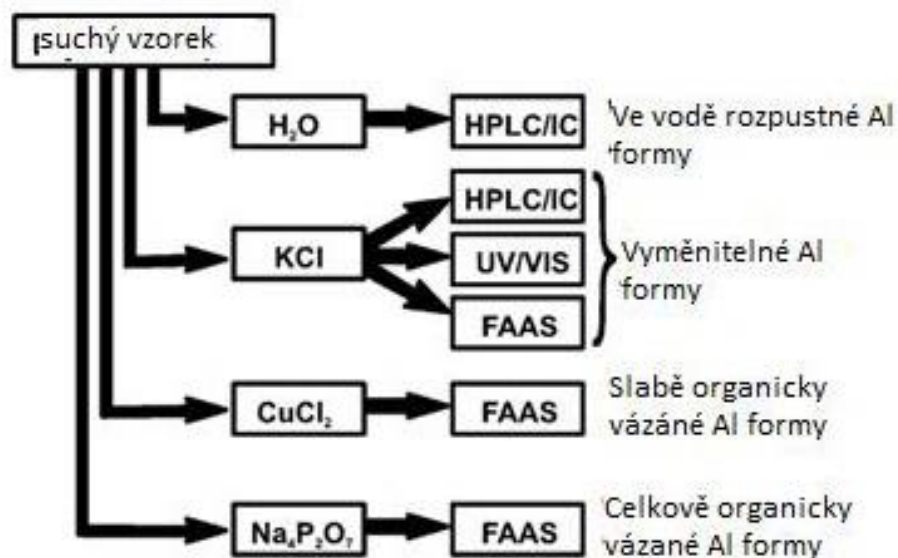 suchý vzorek
H₂O
HPLC/IC
Ve vodě rozpustné Al
formy
KCl
HPLC/IC
UV/VIS
FAAS
Vyměnitelné Al
formy
CuCl₂
FAAS
Slabě organicky
vázáné Al formy
Na₄P₂O₇
FAAS
Celkově organicky
vázané Al formy